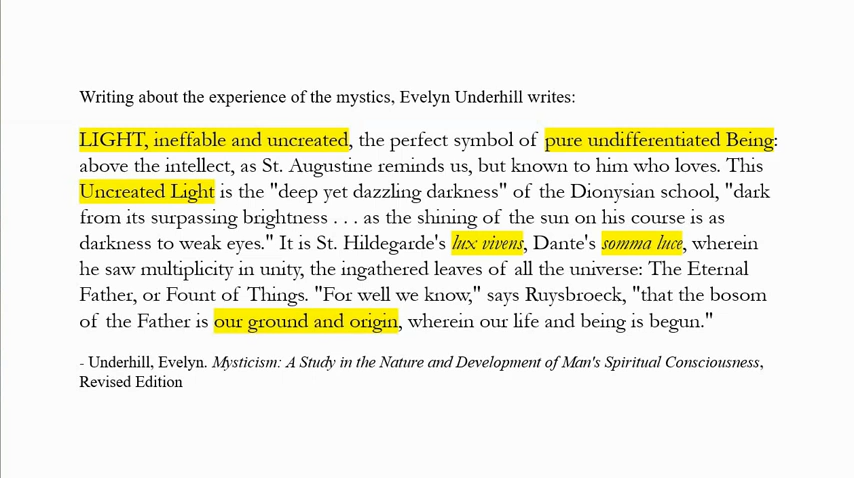 Writing about the experience of the mystics, Evelyn Underhill writes:
LIGHT, ineffable and uncreated, the perfect symbol of pure undifferentiated Being:
above the intellect, as St. Augustine reminds us, but known to him who loves. This
Uncreated Light is the "deep yet dazzling darkness" of the Dionysian school, "dark
from its surpassing brightness . . . as the shining of the sun on his course is as
darkness to weak eyes." It is St. Hildegarde's lux vivens, Dante's somma luce, wherein
he saw multiplicity in unity, the ingathered leaves of all the universe: The Eternal
Father, or Fount of Things. "For well we know," says Ruysbroeck, "that the bosom
of the Father is our ground and origin, wherein our life and being is begun."
- Underhill, Evelyn. Mysticism: A Study in the Nature and Development of Man's Spiritual Consciousness,
Revised Edition